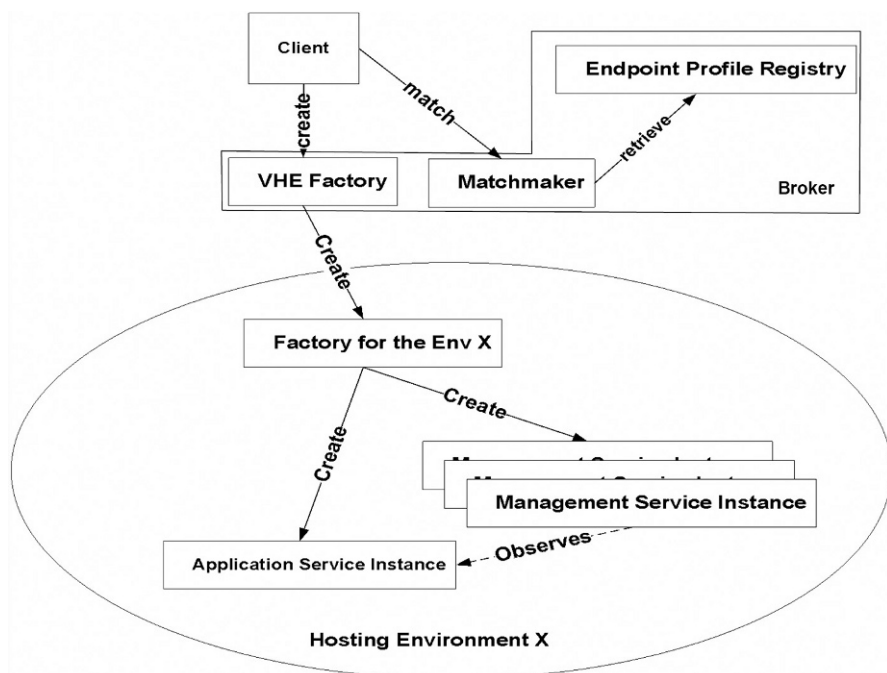 Client
create
match
Endpoint Profile Registry
retrieve
VHE Factory
Matchmaker
Broker
Create
Factory for the Env X
Create
Create
Management Service Instance
Observes
Application Service Instance
Hosting Environment X